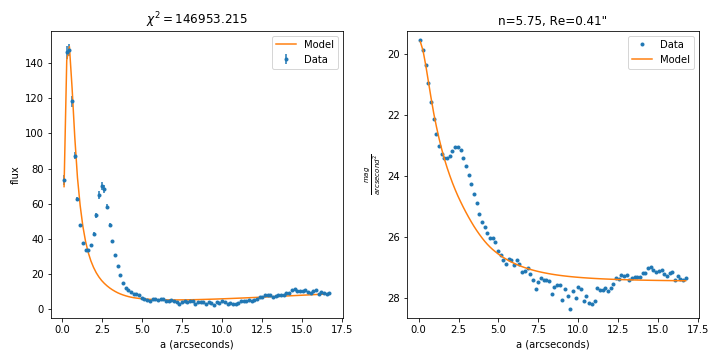 χ² = 146953.215
n=5.75, Re=0.41"
Model
Data
Data
Model
flux
mag
arcsecond²
140
120
100
80
60
40
20
0
20
22
24
26
28
0.0 2.5 5.0 7.5 10.0 12.5 15.0 17.5
0.0 2.5 5.0 7.5 10.0 12.5 15.0 17.5
a (arcseconds)
a (arcseconds)